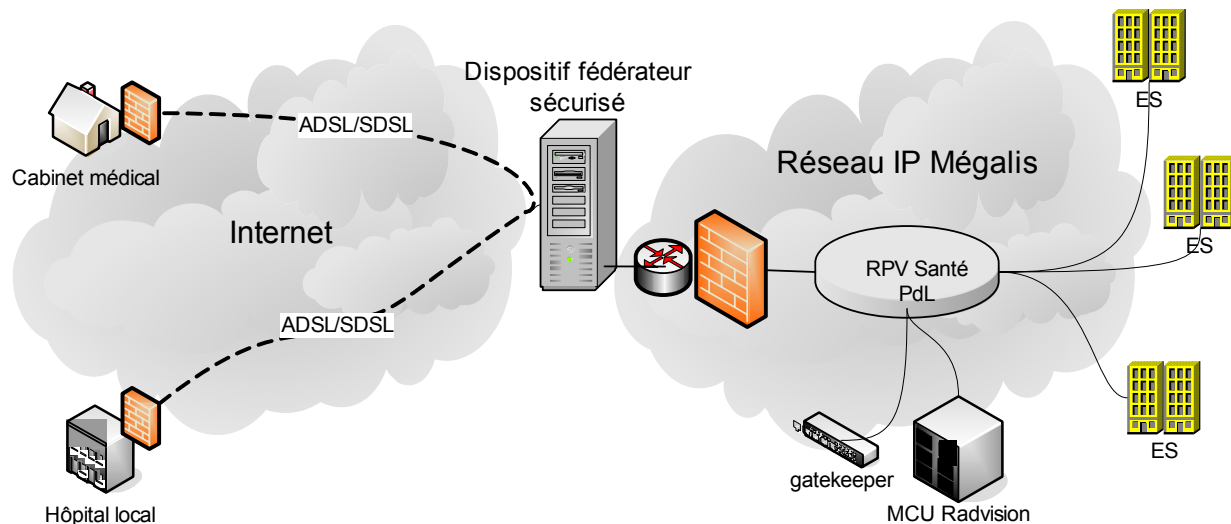 Dispositif fédérateur
sécurisé
ES
ADSL/SDSL
Cabinet médical
Réseau IP Mégalis
Internet
ES
RPV Santé
PdL
ADSL/SDSL
ES
gatekeeper
MCU Radvision
Hôpital local